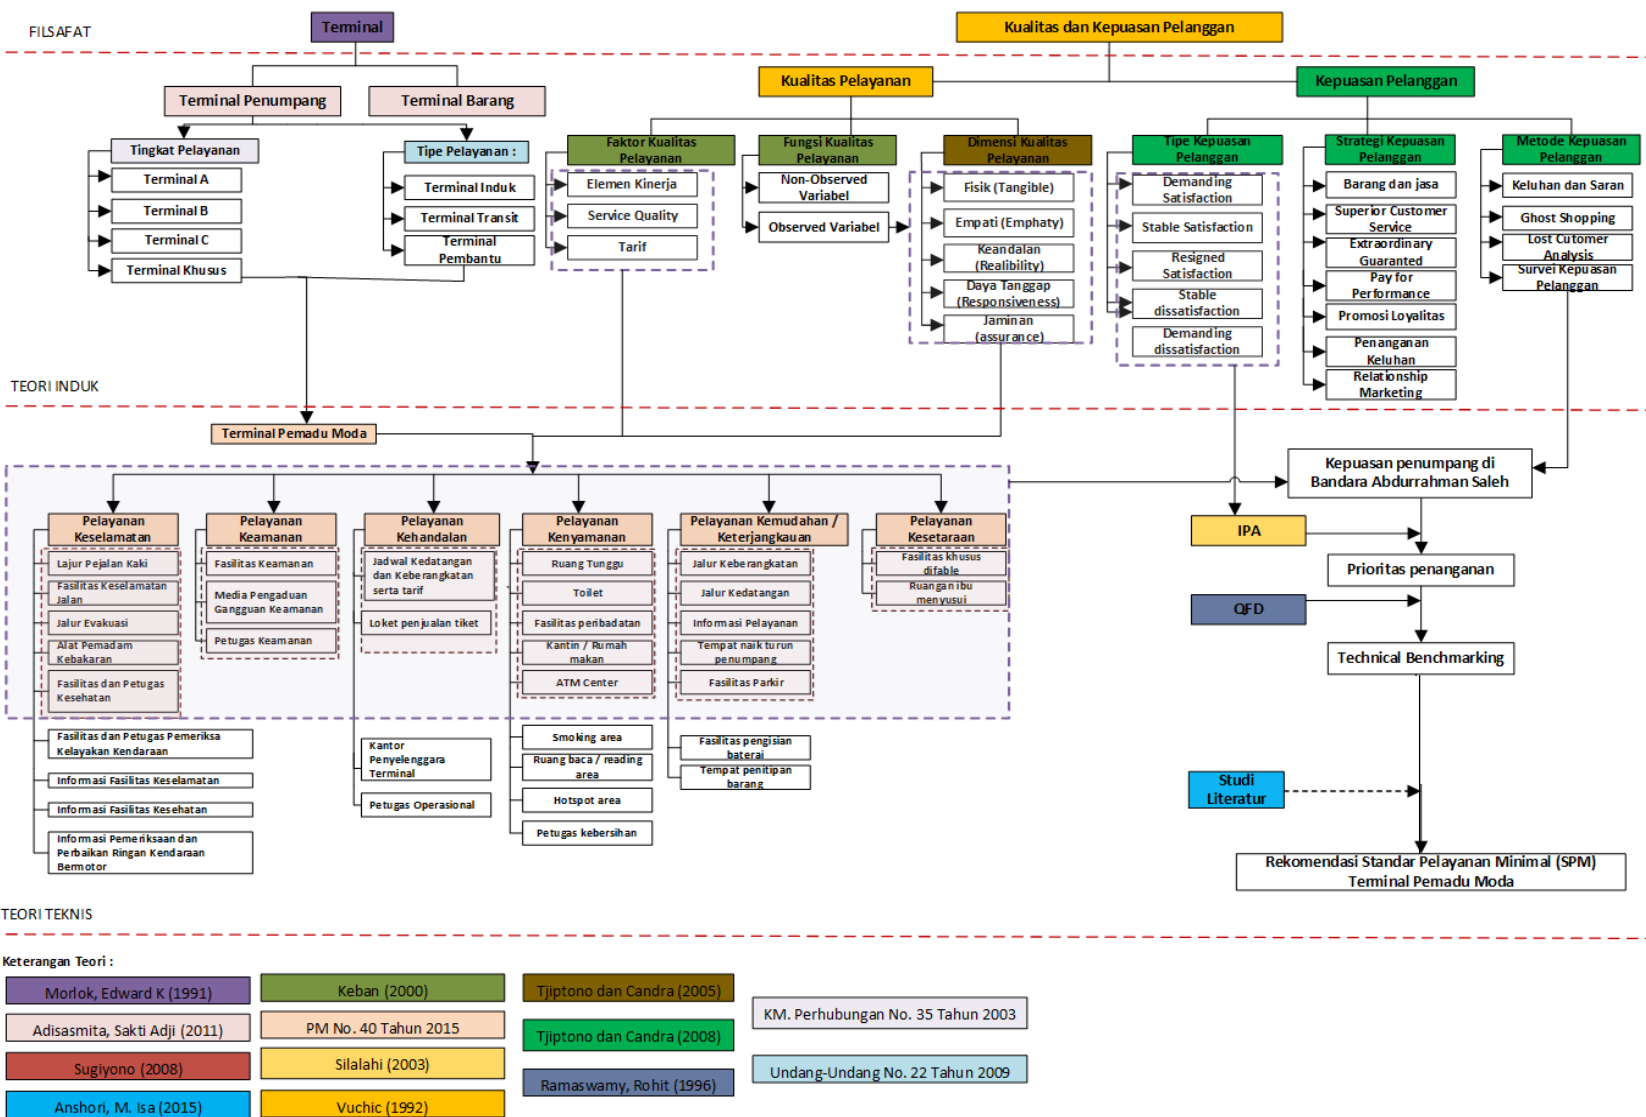 FILSAFAT
Terminal
Kualitas dan Kepuasan Pelanggan
Terminal Penumpang
Terminal Barang
Kualitas Pelayanan
Kepuasan Pelanggan
Tingkat Pelayanan
Terminal A
Terminal B
Terminal C
Terminal Khusus
Tipe Pelayanan :
Terminal Induk
Terminal Transit
Terminal
Pembantu
Faktor Kualitas
Pelayanan
Elemen Kinerja
Service Quality
Tarif
Fungsi Kualitas
Pelayanan
Non-Observed
Variabel
Observed Variabel
Dimensi Kualitas
Pelayanan
Fisik (Tangible)
Empati (Emphaty)
Keandalan
(Realibility)
Daya Tanggap
(Responsiveness)
Jaminan
(assurance)
Tipe Kepuasan
Pelanggan
Demanding
Satisfaction
Stable Satisfaction
Resigned
Satisfaction
Stable
dissatisfaction
Demanding
dissatisfaction
Strategi Kepuasan
Pelanggan
Barang dan jasa
Superior Customer
Service
Extraordinary
Guaranted
Pay for
Performance
Promosi Loyalitas
Penanganan
Keluhan
Relationship
Marketing
Metode Kepuasan
Pelanggan
Keluhan dan Saran
Ghost Shopping
Lost Cutomer
Analysis
Survei Kepuasan
Pelanggan
TEORI INDUK
Terminal Pemadu Moda
Pelayanan
Keselamatan
Lajur Pejalan Kaki
Fasilitas Keselamatan
Jalan
Jalur Evakuasi
Alat Pemadam
Kebakaran
Fasilitas dan Petugas
Kesehatan
Fasilitas dan Petugas Pemeriksa
Kelayakan Kendaraan
Informasi Fasilitas Keselamatan
Informasi Fasilitas Kesehatan
Informasi Pemeriksaan dan
Perbaikan Ringan Kendaraan
Bermotor
Pelayanan
Keamanan
Fasilitas Keamanan
Media Pengaduan
Gangguan Keamanan
Petugas Keamanan
Pelayanan
Kehandalan
Jadwal Kedatangan
dan Keberangkatan
serta tarif
Loket penjualan tiket
Kantor
Penyelenggara
Terminal
Petugas Operasional
Pelayanan
Kenyamanan
Ruang Tunggu
Toilet
Fasilitas peribadatan
Kantin / Rumah
makan
ATM Center
Smoking area
Ruang baca / reading
area
Hotspot area
Petugas kebersihan
Pelayanan Kemudahan /
Keterjangkauan
Jalur Keberangkatan
Jalur Kedatangan
Informasi Pelayanan
Tempat naik turun
penumpang
Fasilitas Parkir
Fasilitas pengisian
baterai
Tempat penitipan
barang
Pelayanan
Kesetaraan
Fasilitas khusus
difable
Ruangan ibu
menyusui
Kepuasan penumpang di
Bandara Abdurrahman Saleh
IPA
Prioritas penanganan
QFD
Technical Benchmarking
Studi
Literatur
Rekomendasi Standar Pelayanan Minimal (SPM)
Terminal Pemadu Moda
TEORI TEKNIS
Keterangan Teori :
Morlok, Edward K (1991)
Adisasmita, Sakti Adji (2011)
Sugiyono (2008)
Anshori, M. Isa (2015)
Keban (2000)
PM No. 40 Tahun 2015
Silalahi (2003)
Vuchic (1992)
Tjiptono dan Candra (2005)
Tjiptono dan Candra (2008)
Ramaswamy, Rohit (1996)
KM. Perhubungan No. 35 Tahun 2003
Undang-Undang No. 22 Tahun 2009